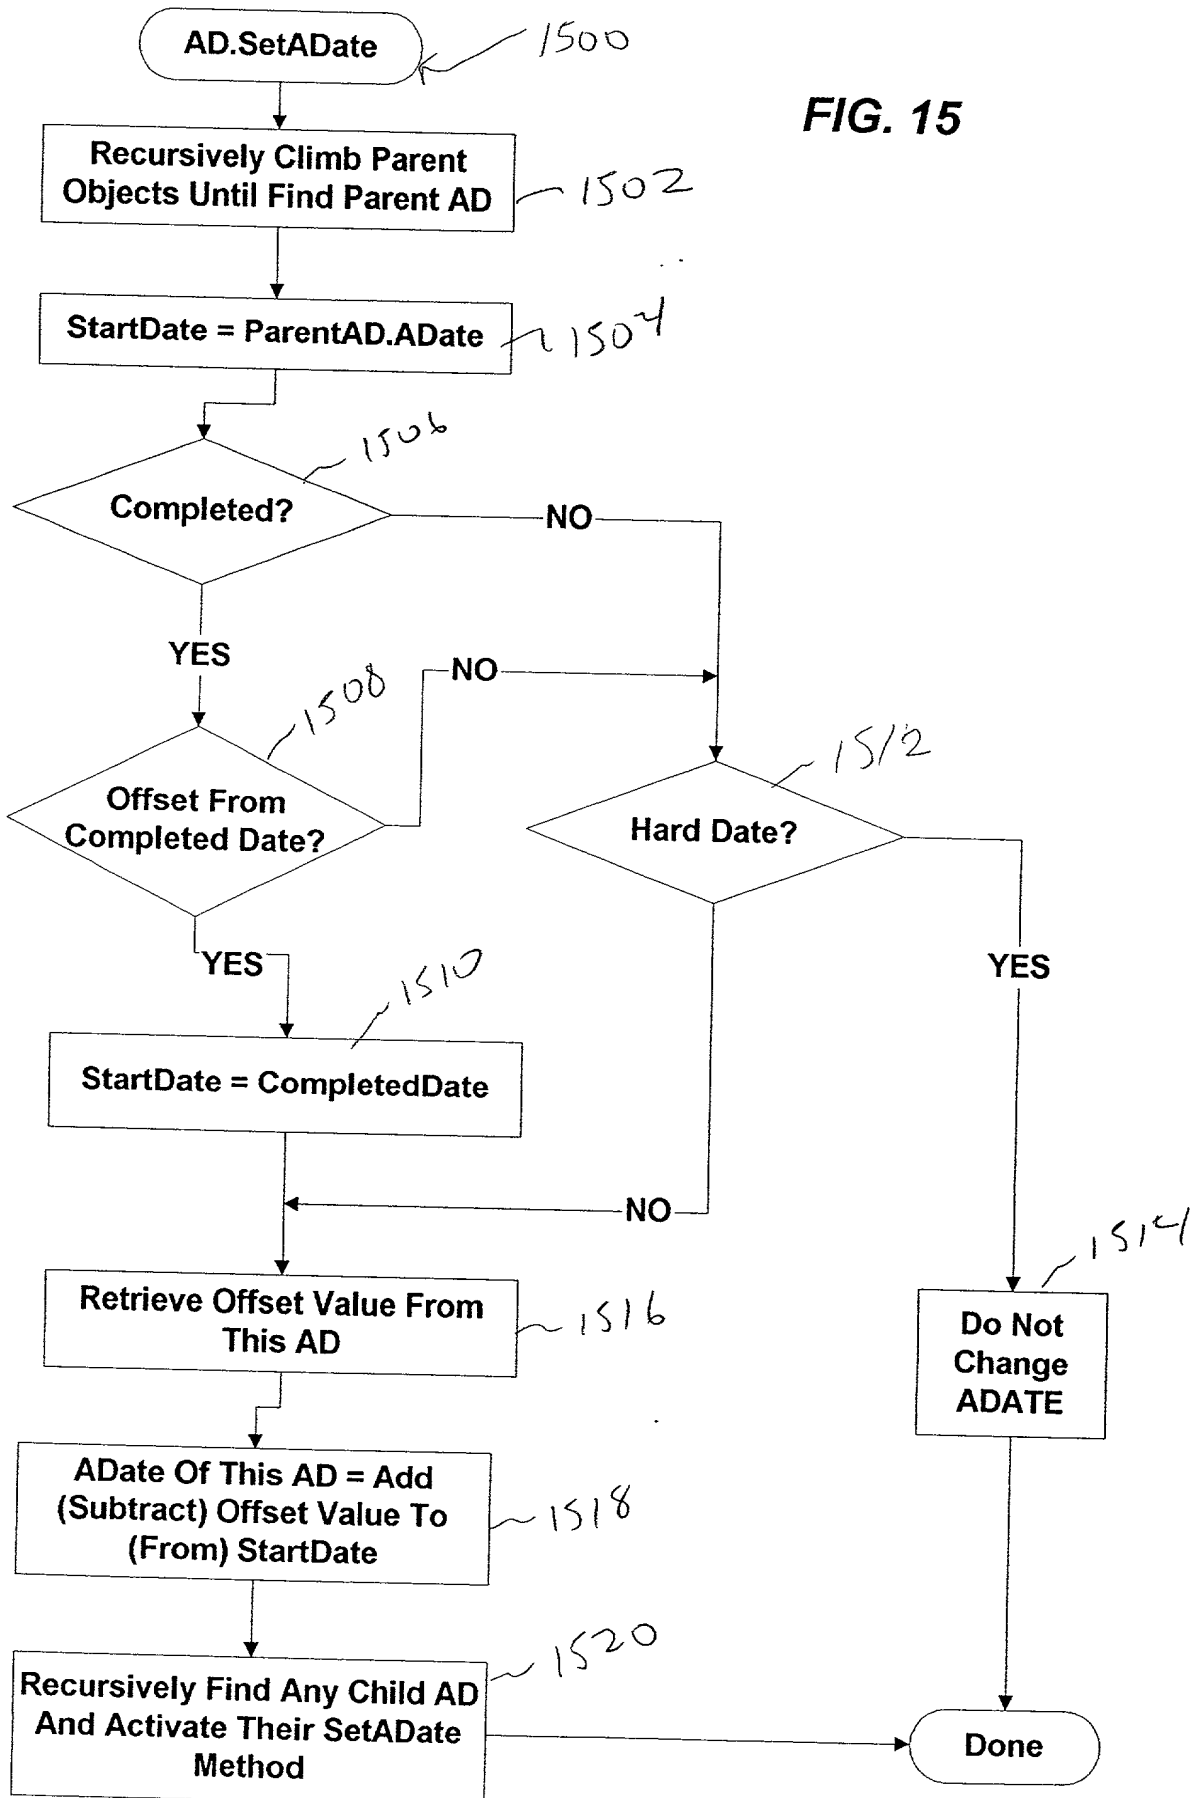 AD.SetADate
1500
FIG. 15
Recursively Climb Parent
Objects Until Find Parent AD
1502
StartDate = ParentAD.ADate
1504
1506
Completed?
NO
YES
NO
1508
1512
Offset From
Completed Date?
Hard Date?
YES
YES
1510
StartDate = CompletedDate
NO
1514
Retrieve Offset Value From
This AD
1516
Do Not
Change
ADATE
ADate Of This AD = Add
(Subtract) Offset Value To
(From) StartDate
1518
1520
Recursively Find Any Child AD
And Activate Their SetADate
Method
Done